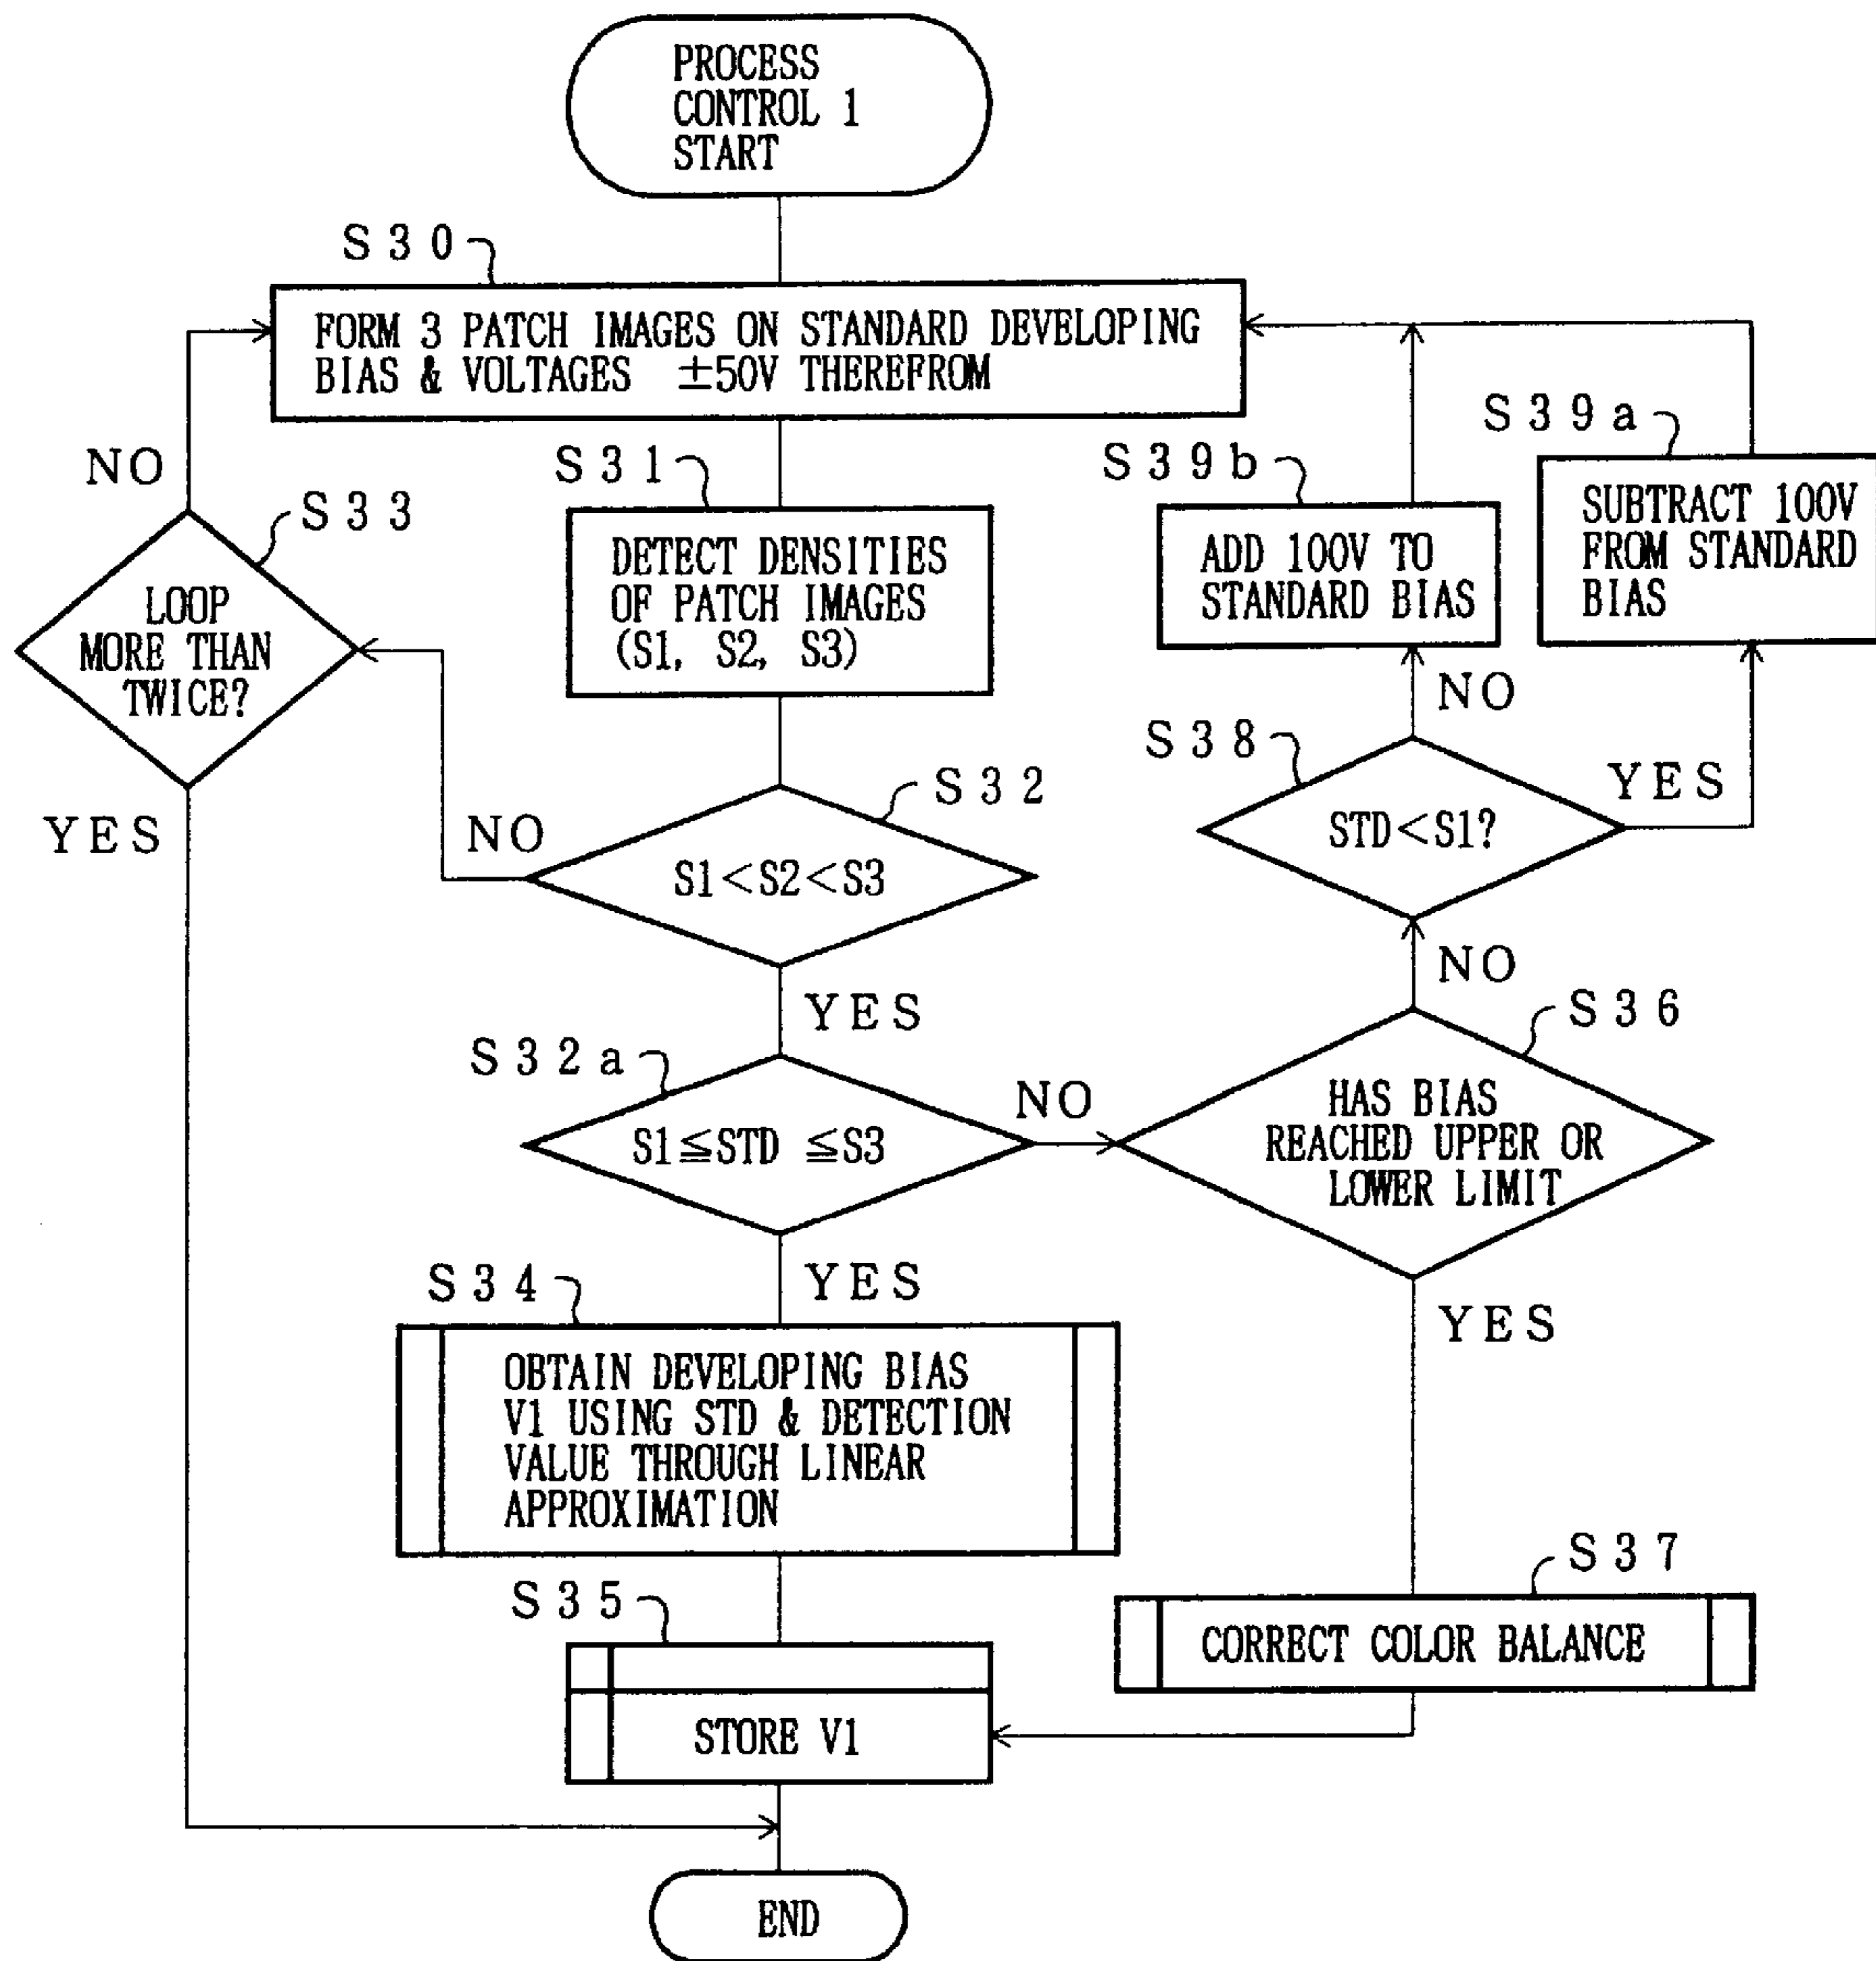 PROCESS
CONTROL 1
START
S30
FORM 3 PATCH IMAGES ON STANDARD DEVELOPING
BIAS & VOLTAGES ±50V THEREFROM
S31
DETECT DENSITIES
OF PATCH IMAGES
(S1, S2, S3)
NO
S33
LOOP
MORE THAN
TWICE?
YES
S32
NO
S1<S2<S3
YES
S32a
NO
S1≦STD ≦S3
YES
S34
OBTAIN DEVELOPING BIAS
V1 USING STD & DETECTION
VALUE THROUGH LINEAR
APPROXIMATION
S35
STORE V1
END
S39b
ADD 100V TO
STANDARD BIAS
S39a
SUBTRACT 100V
FROM STANDARD
BIAS
NO
S38
YES
STD<S1?
NO
S36
HAS BIAS
REACHED UPPER OR
LOWER LIMIT
YES
S37
CORRECT COLOR BALANCE